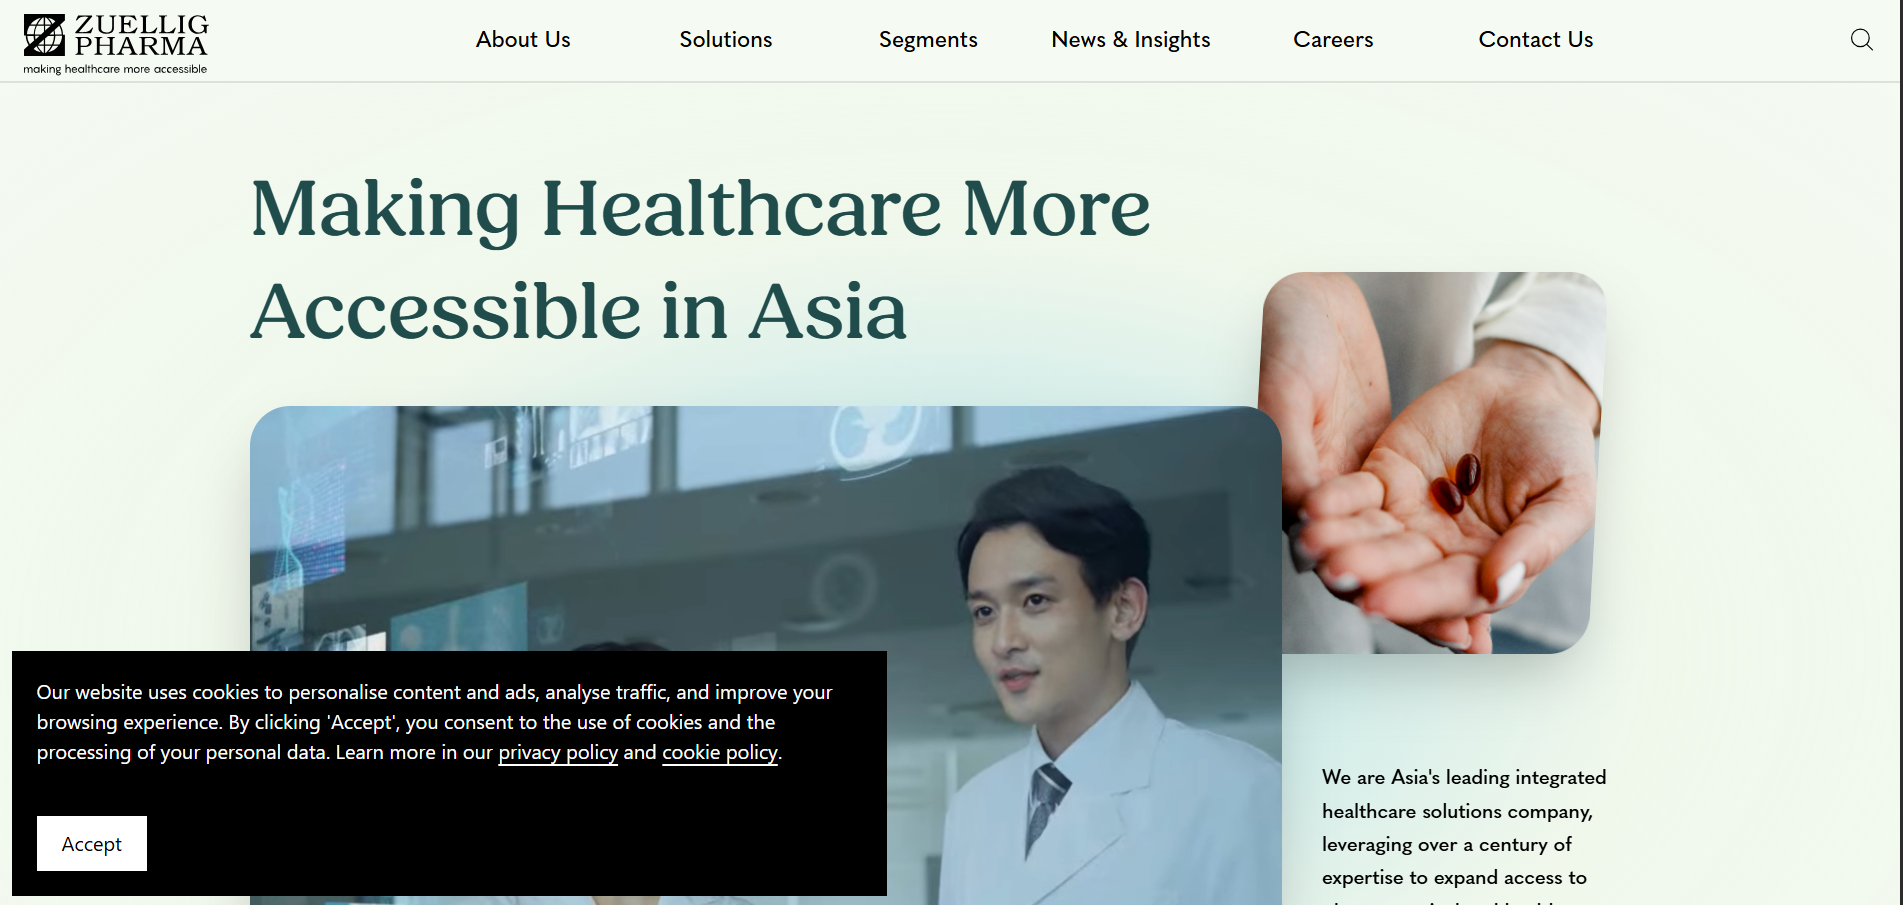 ZUELLIG
PHARMA
making healthcare more accessible
About Us
Solutions
Segments
News & Insights
Careers
Contact Us
Making Healthcare More
Accessible in Asia
Our website uses cookies to personalise content and ads, analyse traffic, and improve your
browsing experience. By clicking 'Accept', you consent to the use of cookies and the
processing of your personal data. Learn more in our privacy policy and cookie policy.
Accept
We are Asia's leading integrated
healthcare solutions company,
leveraging over a century of
expertise to expand access to